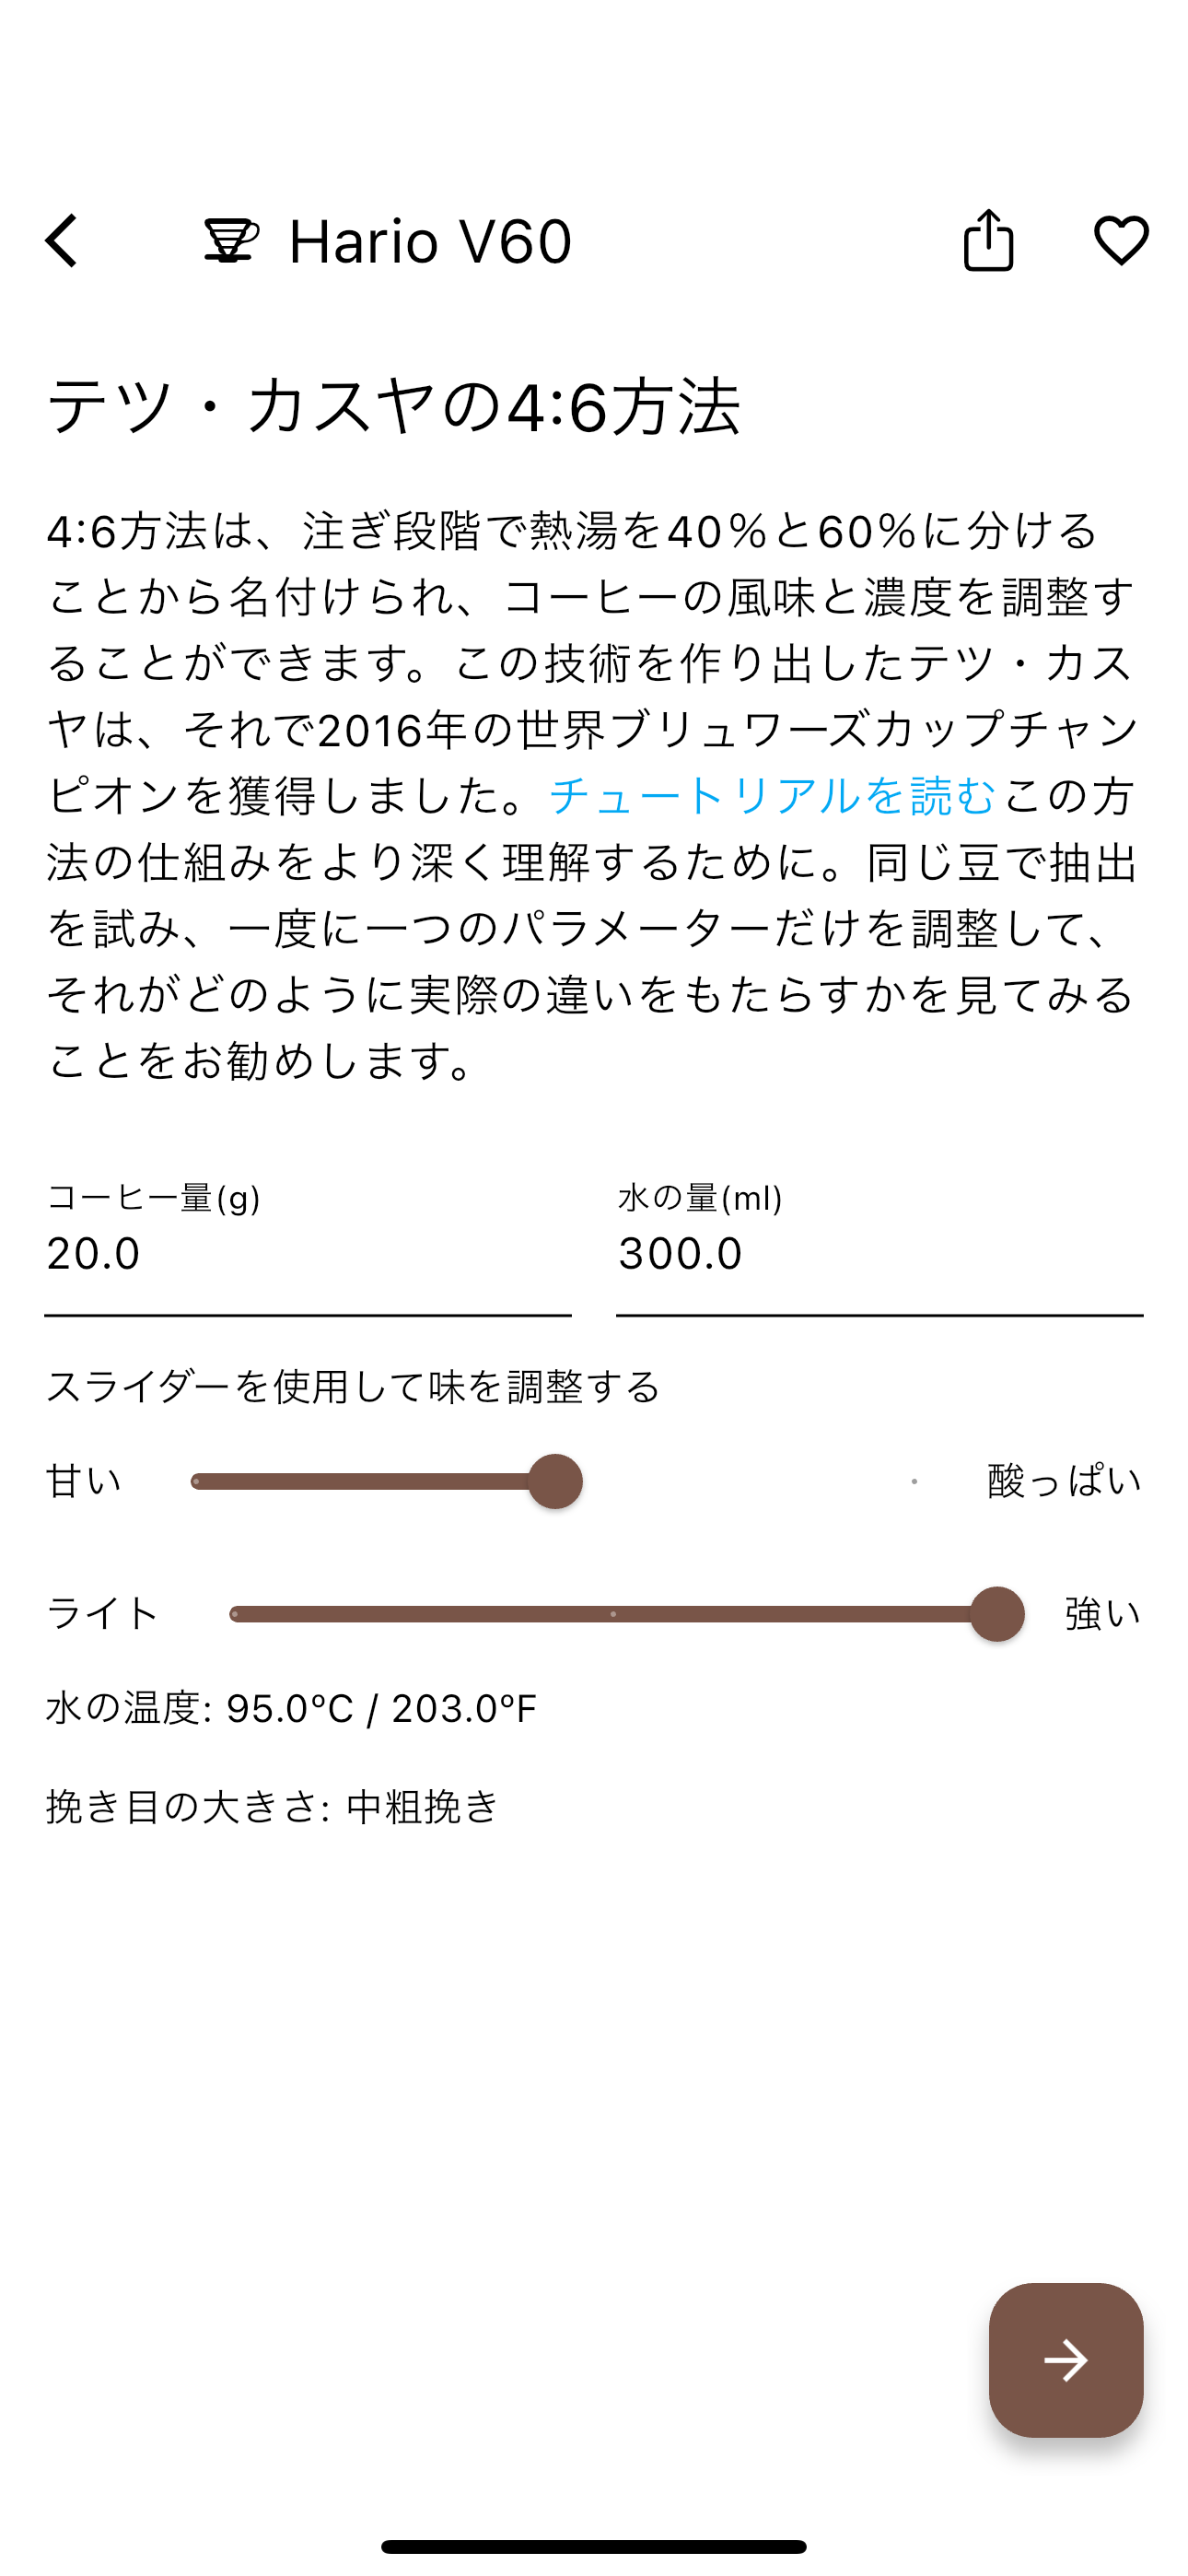 Hario V60
テツ・カスヤの4:6方法
4:6方法は、注ぎ段階で熱湯を40%と60%に分ける
ことから名付けられ、コーヒーの風味と濃度を調整す
ることができます。この技術を作り出したテツ・カス
ヤは、それで2016年の世界ブリュワーズカップチャン
ピオンを獲得しました。チュートリアルを読むこの方
法の仕組みをより深く理解するために。同じ豆で抽出
を試み、一度に一つのパラメーターだけを調整して、
それがどのように実際の違いをもたらすかを見てみる
ことをお勧めします。
コーヒー量(g) 水の量(ml)
20.0 300.0
スライダーを使用して味を調整する
甘い 酸っぱい
ライト 強い
水の温度: 95.0ºC / 203.0ºF
挽き目の大きさ: 中粗挽き